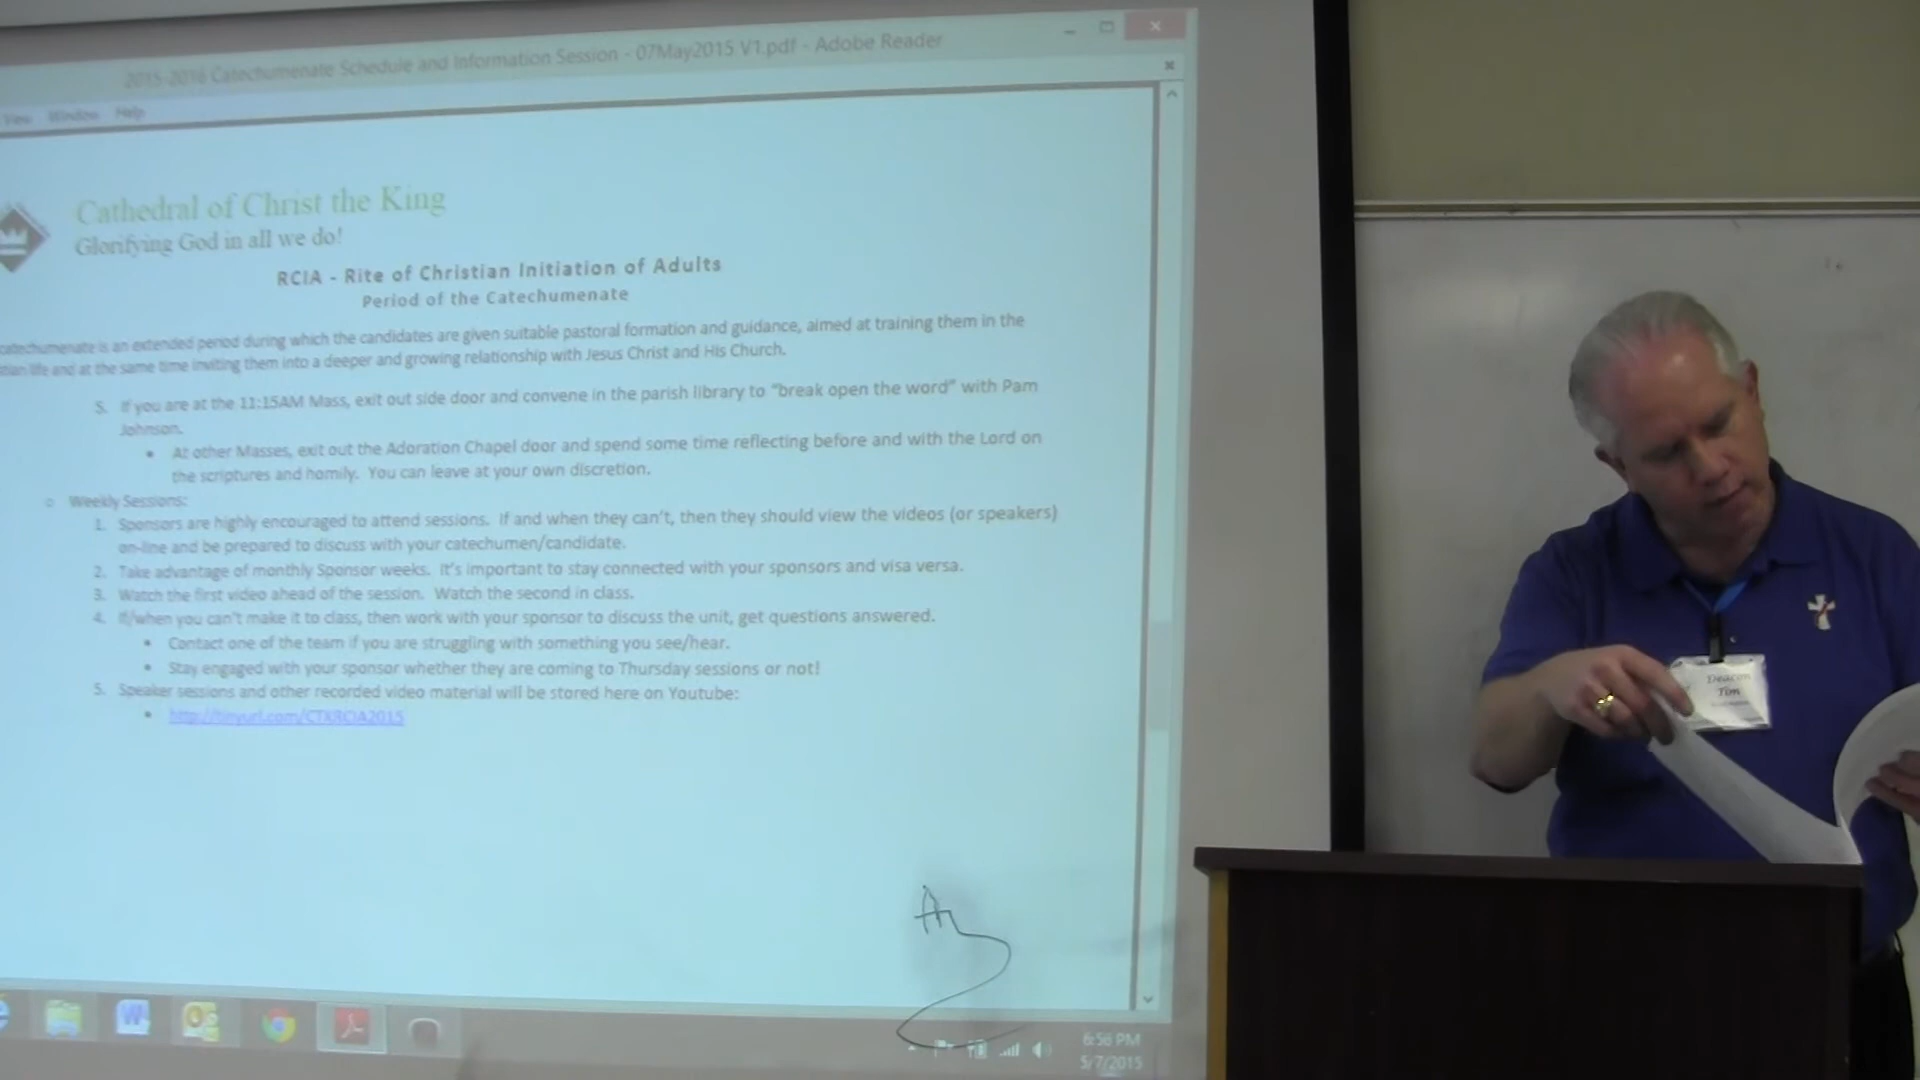 2015-2016 Catechumenate Schedule and Information Session - 07May2015 V1.pdf - Adobe Reader
View Window Help
Cathedral of Christ the King
Glorifying God in all we do!
RCIA - Rite of Christian Initiation of Adults
Period of the Catechumenate
catechumenate is an extended period during which the candidates are given suitable pastoral formation and guidance, aimed at training them in the
stian life and at the same time inviting them into a deeper and growing relationship with Jesus Christ and His Church.
5. If you are at the 11:15AM Mass, exit out side door and convene in the parish library to "break open the word" with Pam
Johnson.
• At other Masses, exit out the Adoration Chapel door and spend some time reflecting before and with the Lord on
the scriptures and homily. You can leave at your own discretion.
o Weekly Sessions:
1. Sponsors are highly encouraged to attend sessions. If and when they can't, then they should view the videos (or speakers)
on-line and be prepared to discuss with your catechumen/candidate.
2. Take advantage of monthly Sponsor weeks. It's important to stay connected with your sponsors and visa versa.
3. Watch the first video ahead of the session. Watch the second in class.
4. If/when you can't make it to class, then work with your sponsor to discuss the unit, get questions answered.
• Contact one of the team if you are struggling with something you see/hear.
• Stay engaged with your sponsor whether they are coming to Thursday sessions or not!
5. Speaker sessions and other recorded video material will be stored here on Youtube:
• http://tinyurl.com/CTKRCIA2015
6:56 PM
5/7/2015
Deacon
Tim